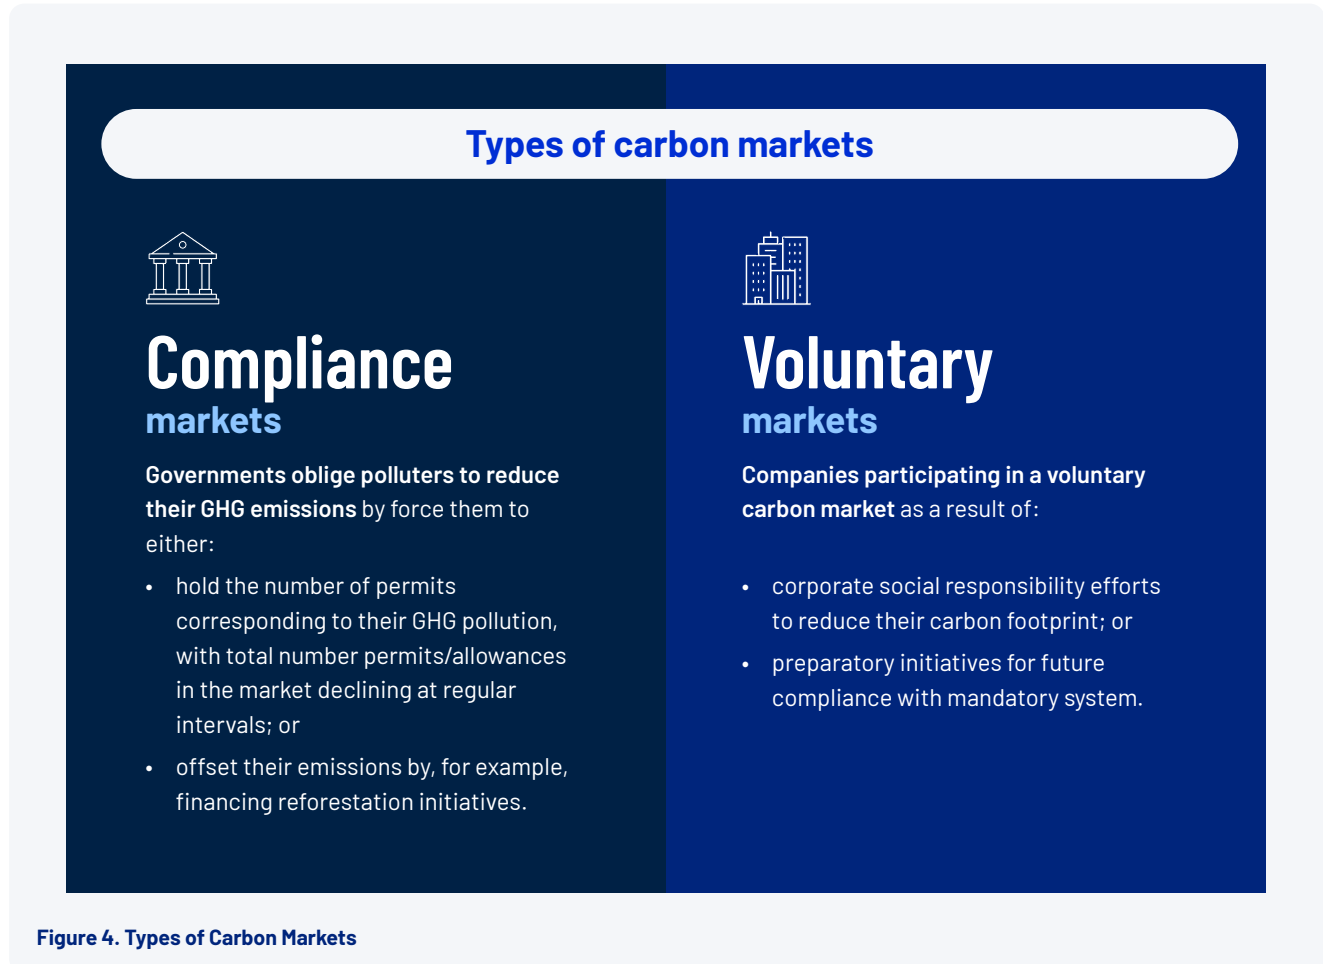 Types of carbon markets
Compliance
markets
Governments oblige polluters to reduce
their GHG emissions by force them to
either:
• hold the number of permits
corresponding to their GHG pollution,
with total number permits/allowances
in the market declining at regular
intervals; or
• offset their emissions by, for example,
financing reforestation initiatives.
Voluntary
markets
Companies participating in a voluntary
carbon market as a result of:
• corporate social responsibility efforts
to reduce their carbon footprint; or
• preparatory initiatives for future
compliance with mandatory system.
Figure 4. Types of Carbon Markets